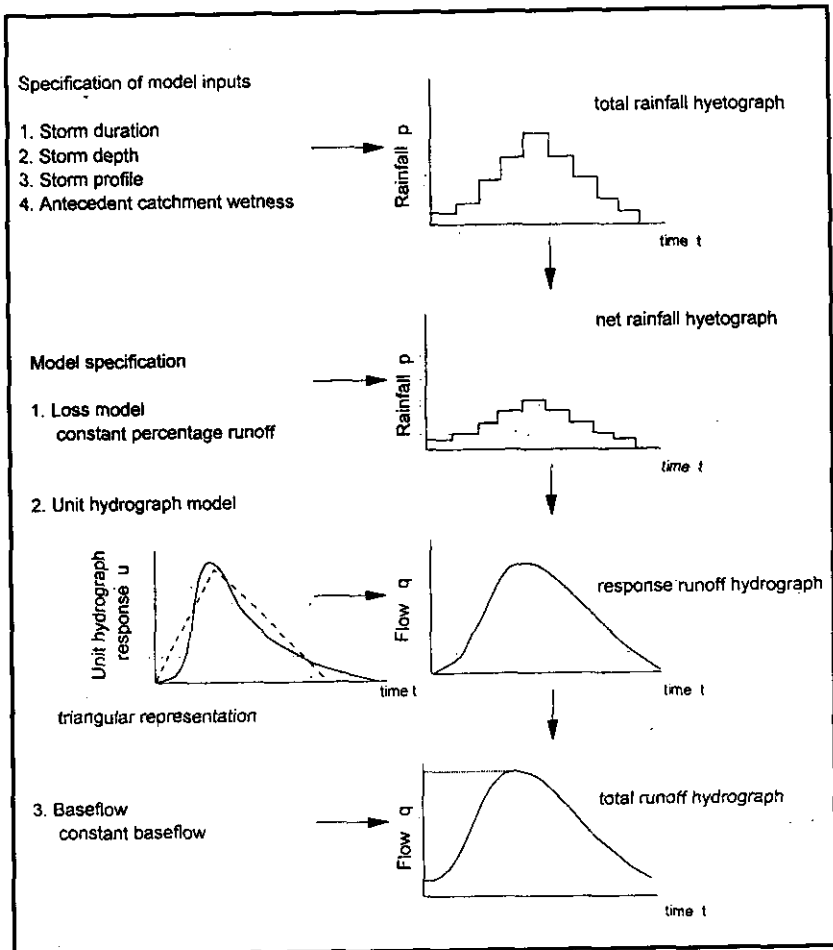 Specification of model inputs
1. Storm duration
2. Storm depth
3. Storm profile
4. Antecedent catchment wetness
total rainfall hyetograph
Rainfall p
time t
net rainfall hyetograph
Model specification
1. Loss model
constant percentage runoff
Rainfall p
time t
2. Unit hydrograph model
Unit hydrograph
response u
time t
triangular representation
response runoff hydrograph
Flow q
time t
3. Baseflow
constant baseflow
total runoff hydrograph
Flow q
time t